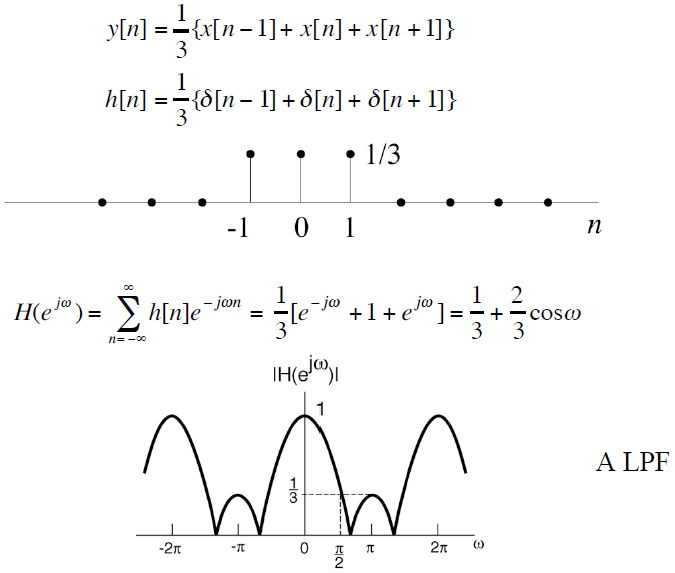 y[n] = 1/3 {x[n − 1] + x[n] + x[n + 1]}
h[n] = 1/3 {δ[n − 1] + δ[n] + δ[n + 1]}
1/3
-1 0 1 n
H(e^{jω}) = ∑_{n=−∞}^{∞} h[n]e^{−jωn} = 1/3 [e^{−jω} + 1 + e^{jω}] = 1/3 + 2/3 cosω
|H(e^{jω})|
1
A LPF
1/3
-2π -π 0 π/2 π 2π ω